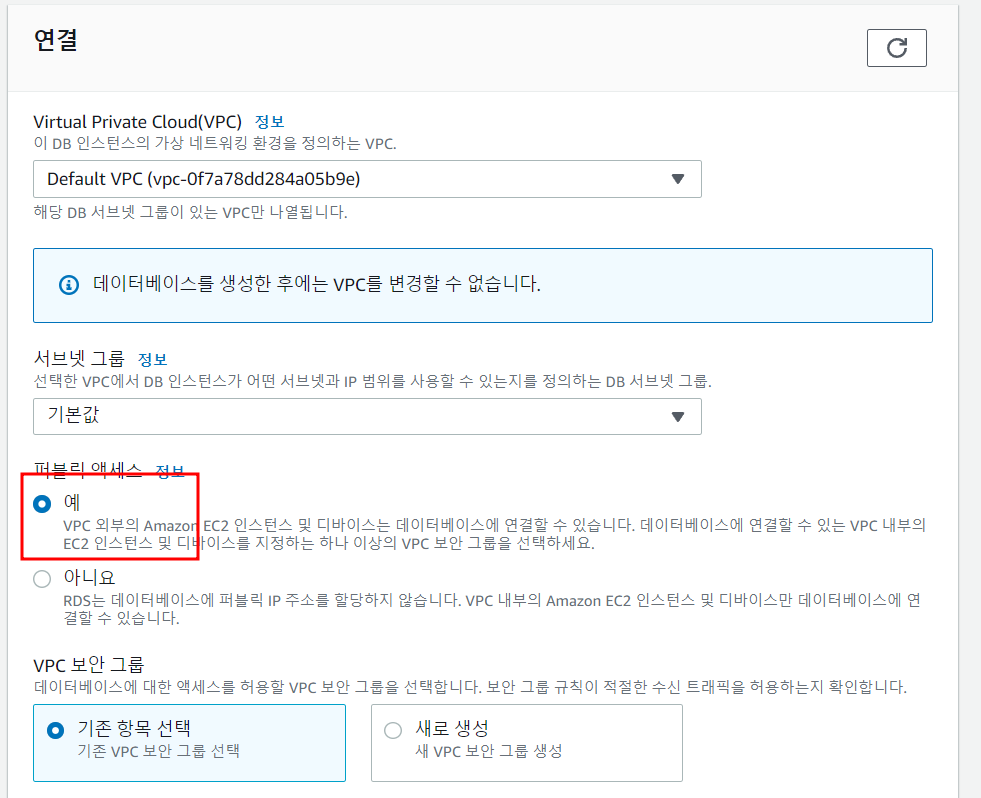 연결
Virtual Private Cloud(VPC) 정보
이 DB 인스턴스의 가상 네트워킹 환경을 정의하는 VPC.
Default VPC (vpc-0f7a78dd284a05b9e)
해당 DB 서브넷 그룹이 있는 VPC만 나열됩니다.
데이터베이스를 생성한 후에는 VPC를 변경할 수 없습니다.
서브넷 그룹 정보
선택한 VPC에서 DB 인스턴스가 어떤 서브넷과 IP 범위를 사용할 수 있는지를 정의하는 DB 서브넷 그룹.
기본값
퍼블릭 액세스 정보
예
VPC 외부의 Amazon EC2 인스턴스 및 디바이스는 데이터베이스에 연결할 수 있습니다. 데이터베이스에 연결할 수 있는 VPC 내부의
EC2 인스턴스 및 디바이스를 지정하는 하나 이상의 VPC 보안 그룹을 선택하세요.
아니요
RDS는 데이터베이스에 퍼블릭 IP 주소를 할당하지 않습니다. VPC 내부의 Amazon EC2 인스턴스 및 디바이스만 데이터베이스에 연
결할 수 있습니다.
VPC 보안 그룹
데이터베이스에 대한 액세스를 허용할 VPC 보안 그룹을 선택합니다. 보안 그룹 규칙이 적절한 수신 트래픽을 허용하는지 확인합니다.
기존 항목 선택
기존 VPC 보안 그룹 선택
새로 생성
새 VPC 보안 그룹 생성